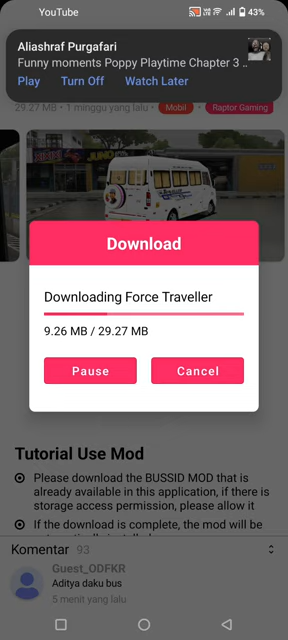 YouTube
43%
Aliashraf Purgafari
Funny moments Poppy Playtime Chapter 3 ..
Play Turn Off Watch Later
29.27 MB • 1 minggu yang lalu • Mobil • Raptor Gaming
Download
Downloading Force Traveller
9.26 MB / 29.27 MB
Pause Cancel
Tutorial Use Mod
Please download the BUSSID MOD that is
already available in this application, if there is
storage access permission, please allow it
If the download is complete, the mod will be
Komentar 93
Guest_ODFKR
Aditya daku bus
5 menit yang lalu